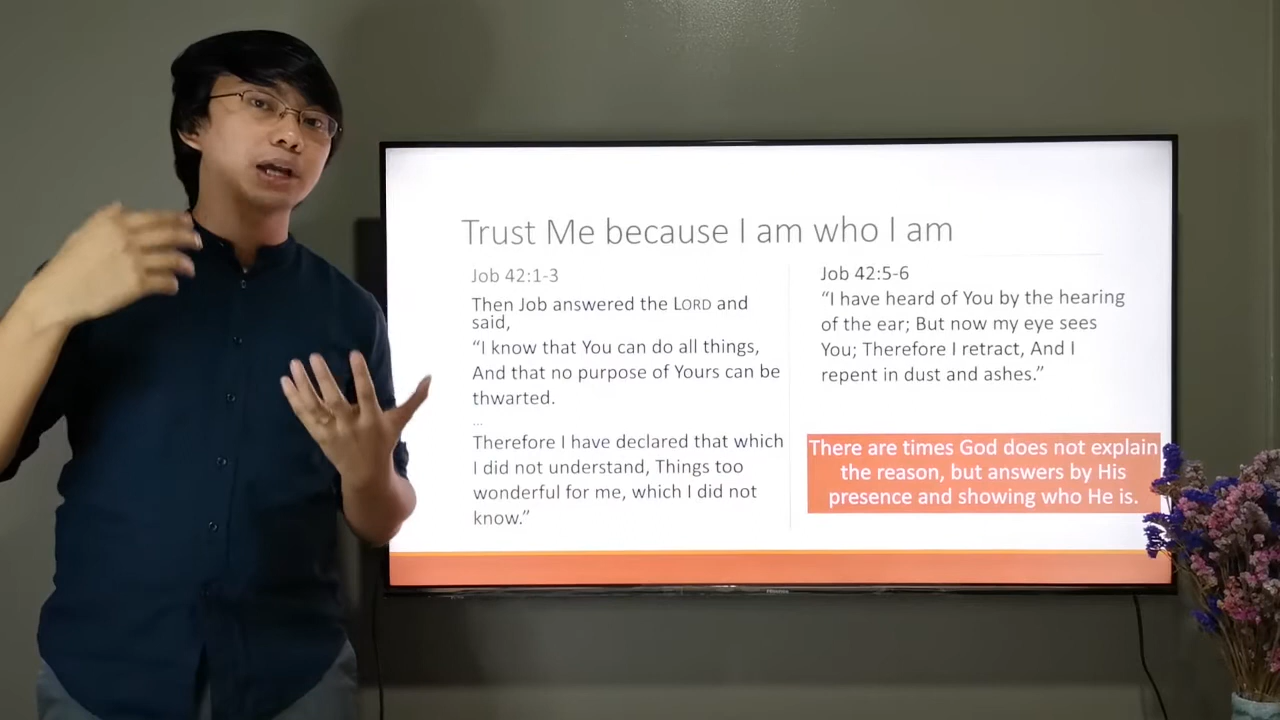 Trust Me because I am who I am
Job 42:1-3
Then Job answered the LORD and
said,
“I know that You can do all things,
And that no purpose of Yours can be
thwarted.
...
Therefore I have declared that which
I did not understand, Things too
wonderful for me, which I did not
know.”
Job 42:5-6
“I have heard of You by the hearing
of the ear; But now my eye sees
You; Therefore I retract, And I
repent in dust and ashes.”
There are times God does not explain
the reason, but answers by His
presence and showing who He is.